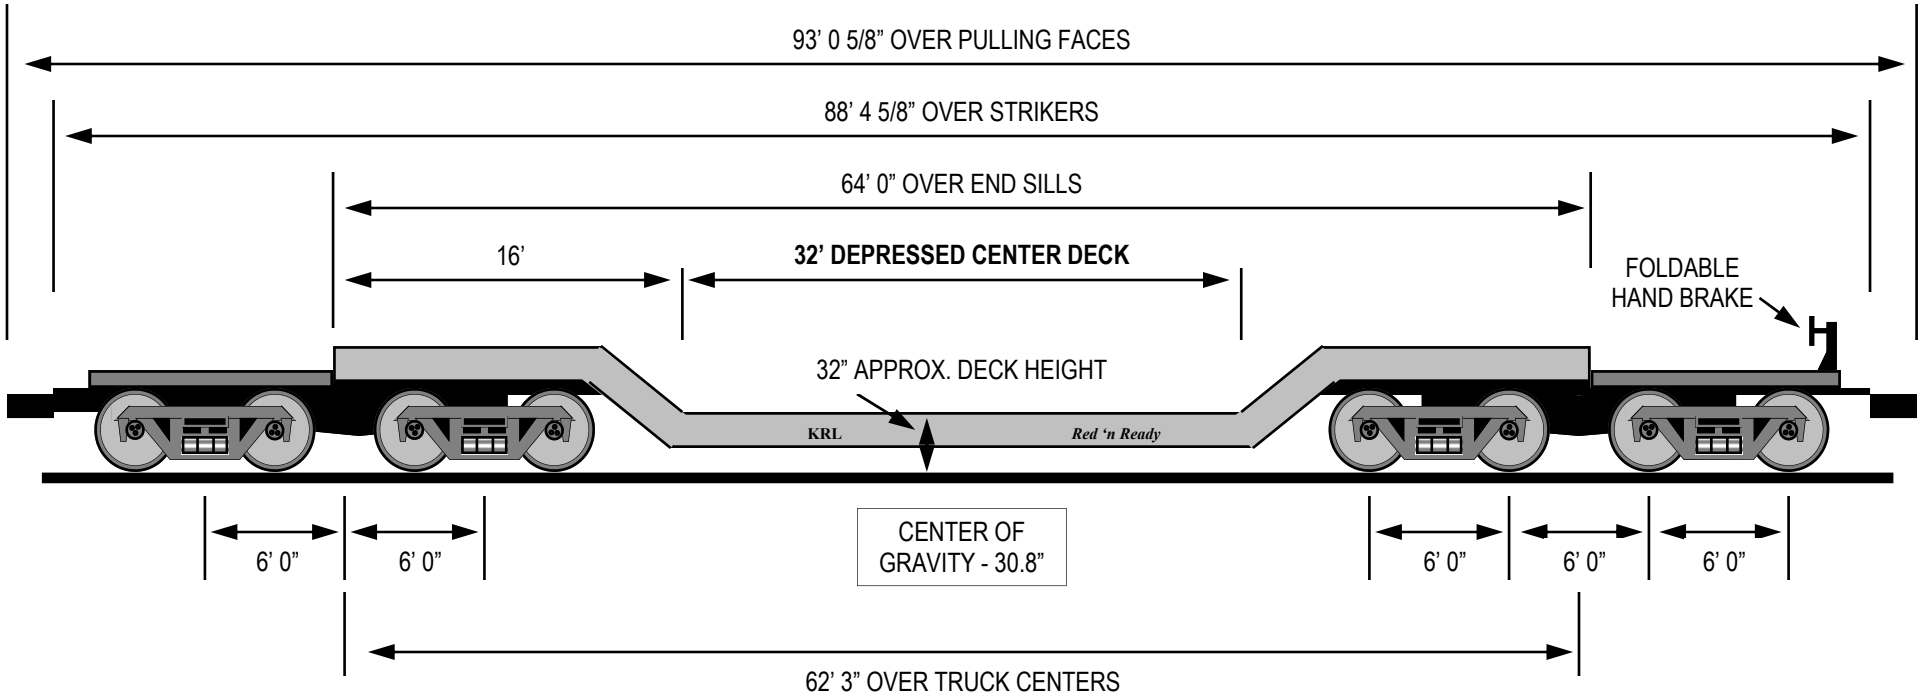 93’ 0 5/8” OVER PULLING FACES
88’ 4 5/8” OVER STRIKERS
64’ 0” OVER END SILLS
16’
32’ DEPRESSED CENTER DECK
FOLDABLE
HAND BRAKE
32” APPROX. DECK HEIGHT
KRL
Red ‘n Ready
CENTER OF
GRAVITY - 30.8”
6’ 0”
6’ 0”
6’ 0”
6’ 0”
6’ 0”
62’ 3” OVER TRUCK CENTERS